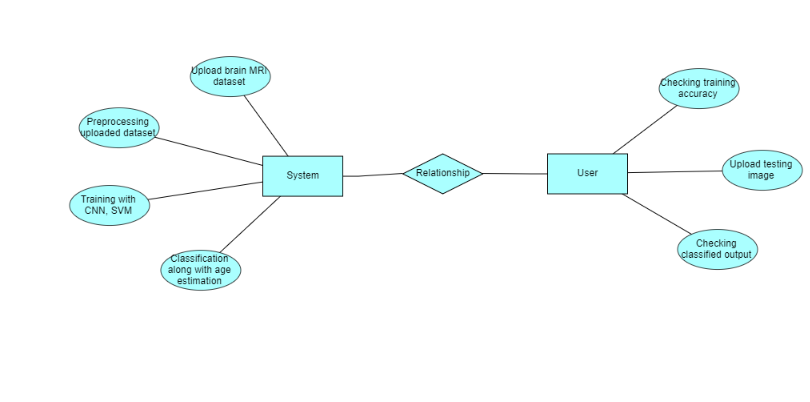 Upload brain MRI
dataset
Checking training
accuracy
Preprocessing
uploaded dataset
System
Relationship
User
Upload testing
image
Training with
CNN, SVM
Checking
classified output
Classification
along with age
estimation